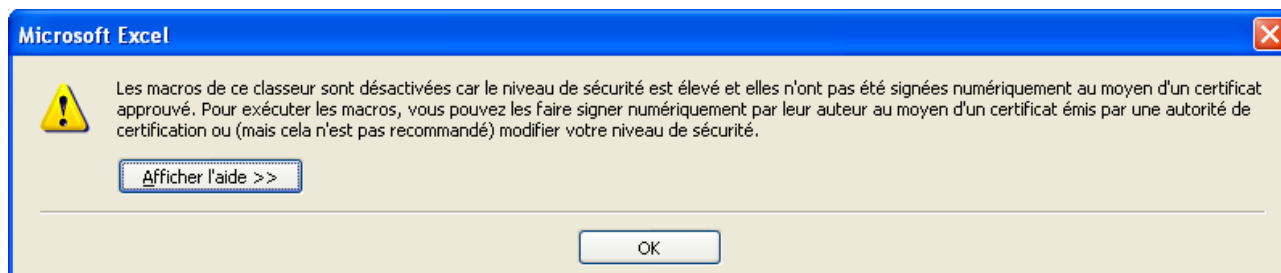 Microsoft Excel
Les macros de ce classeur sont désactivées car le niveau de sécurité est élevé et elles n'ont pas été signées numériquement au moyen d'un certificat
approuvé. Pour exécuter les macros, vous pouvez les faire signer numériquement par leur auteur au moyen d'un certificat émis par une autorité de
certification ou (mais cela n'est pas recommandé) modifier votre niveau de sécurité.
Afficher l'aide >>
OK